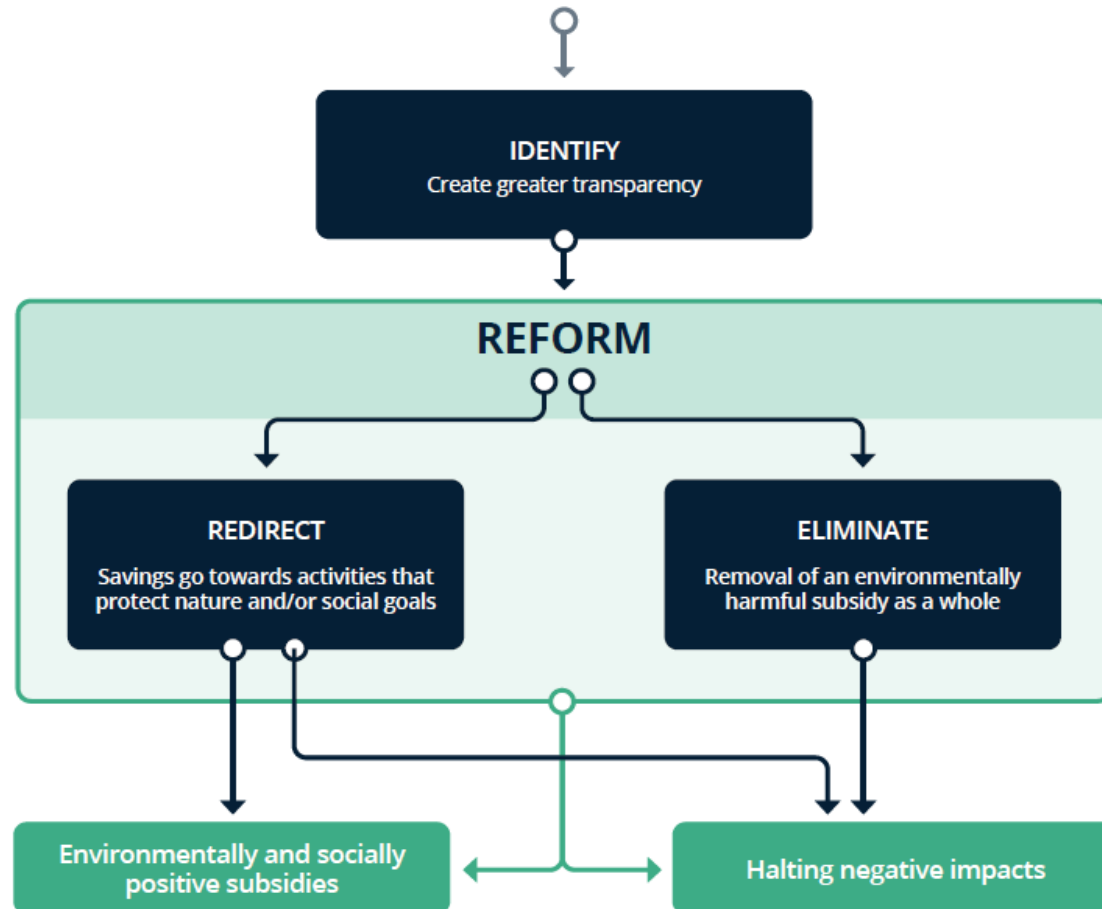 IDENTIFY
Create greater transparency
REFORM
REDIRECT
Savings go towards activities that
protect nature and/or social goals
ELIMINATE
Removal of an environmentally
harmful subsidy as a whole
Environmentally and socially
positive subsidies
Halting negative impacts